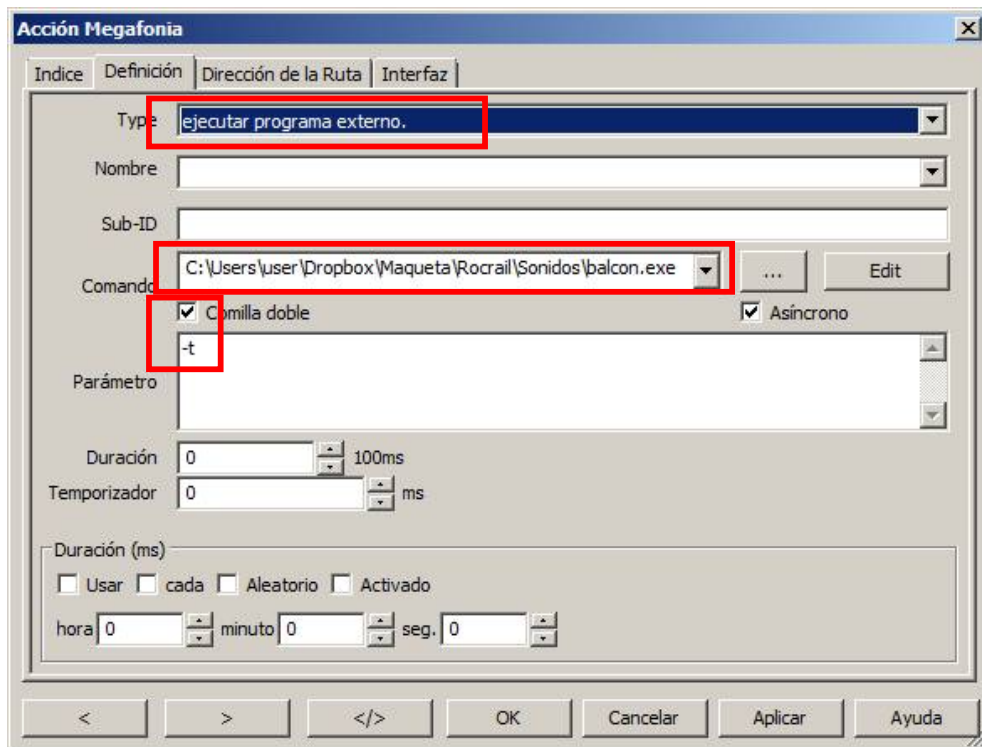 Acción Megafonia
Indice Definición Dirección de la Ruta Interfaz
Type ejecutar programa externo.
Nombre
Sub-ID
Comando C:\Users\user\Dropbox\Maqueta\Rocrail\Sonidos\balcon.exe ... Edit
Comilla doble Asíncrono
Parámetro -t
Duración 0 100ms
Temporizador 0 ms
Duración (ms)
Usar cada Aleatorio Activado
hora 0 minuto 0 seg. 0
< > </> OK Cancelar Aplicar Ayuda